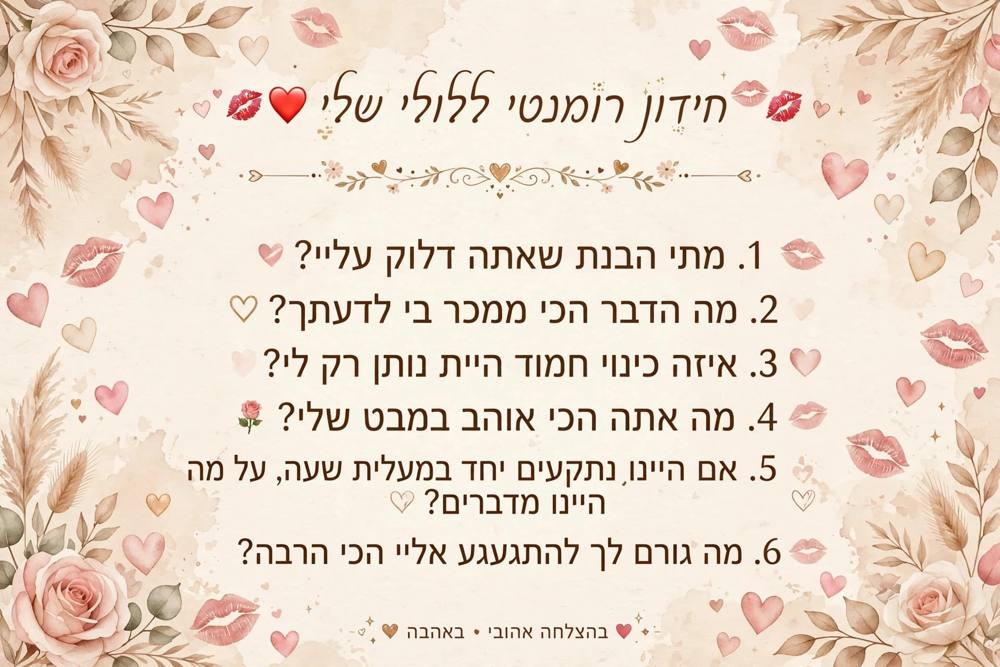 💋 חידון רומנטי ללולי שלי ❤️💋
1. מתי הבנת שאתה דלוק עליי?
2. מה הדבר הכי ממכר בי לדעתך?
3. איזה כינוי חמוד היית נותן רק לי?
4. מה אתה הכי אוהב במבט שלי? 🌹
5. אם היינו נתקעים יחד במעלית שעה, על מה
היינו מדברים?
6. מה גורם לך להתגעגע אליי הכי הרבה?
בהצלחה אהובי • באהבה